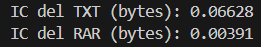 IC del TXT (bytes): 0.06628
IC del RAR (bytes): 0.00391